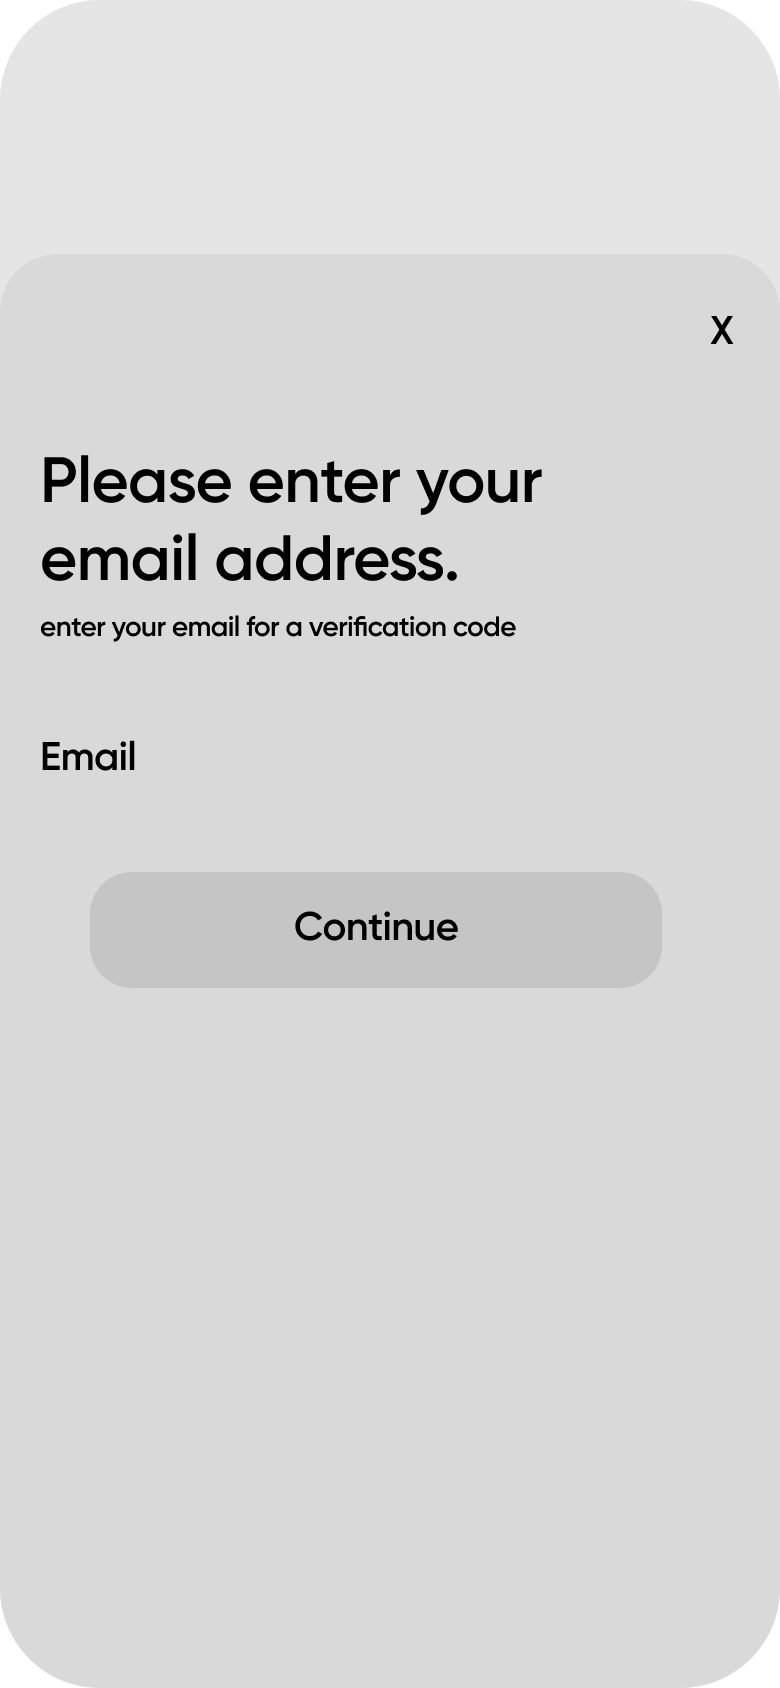 X
Please enter your
email address.
enter your email for a verification code
Email
Continue